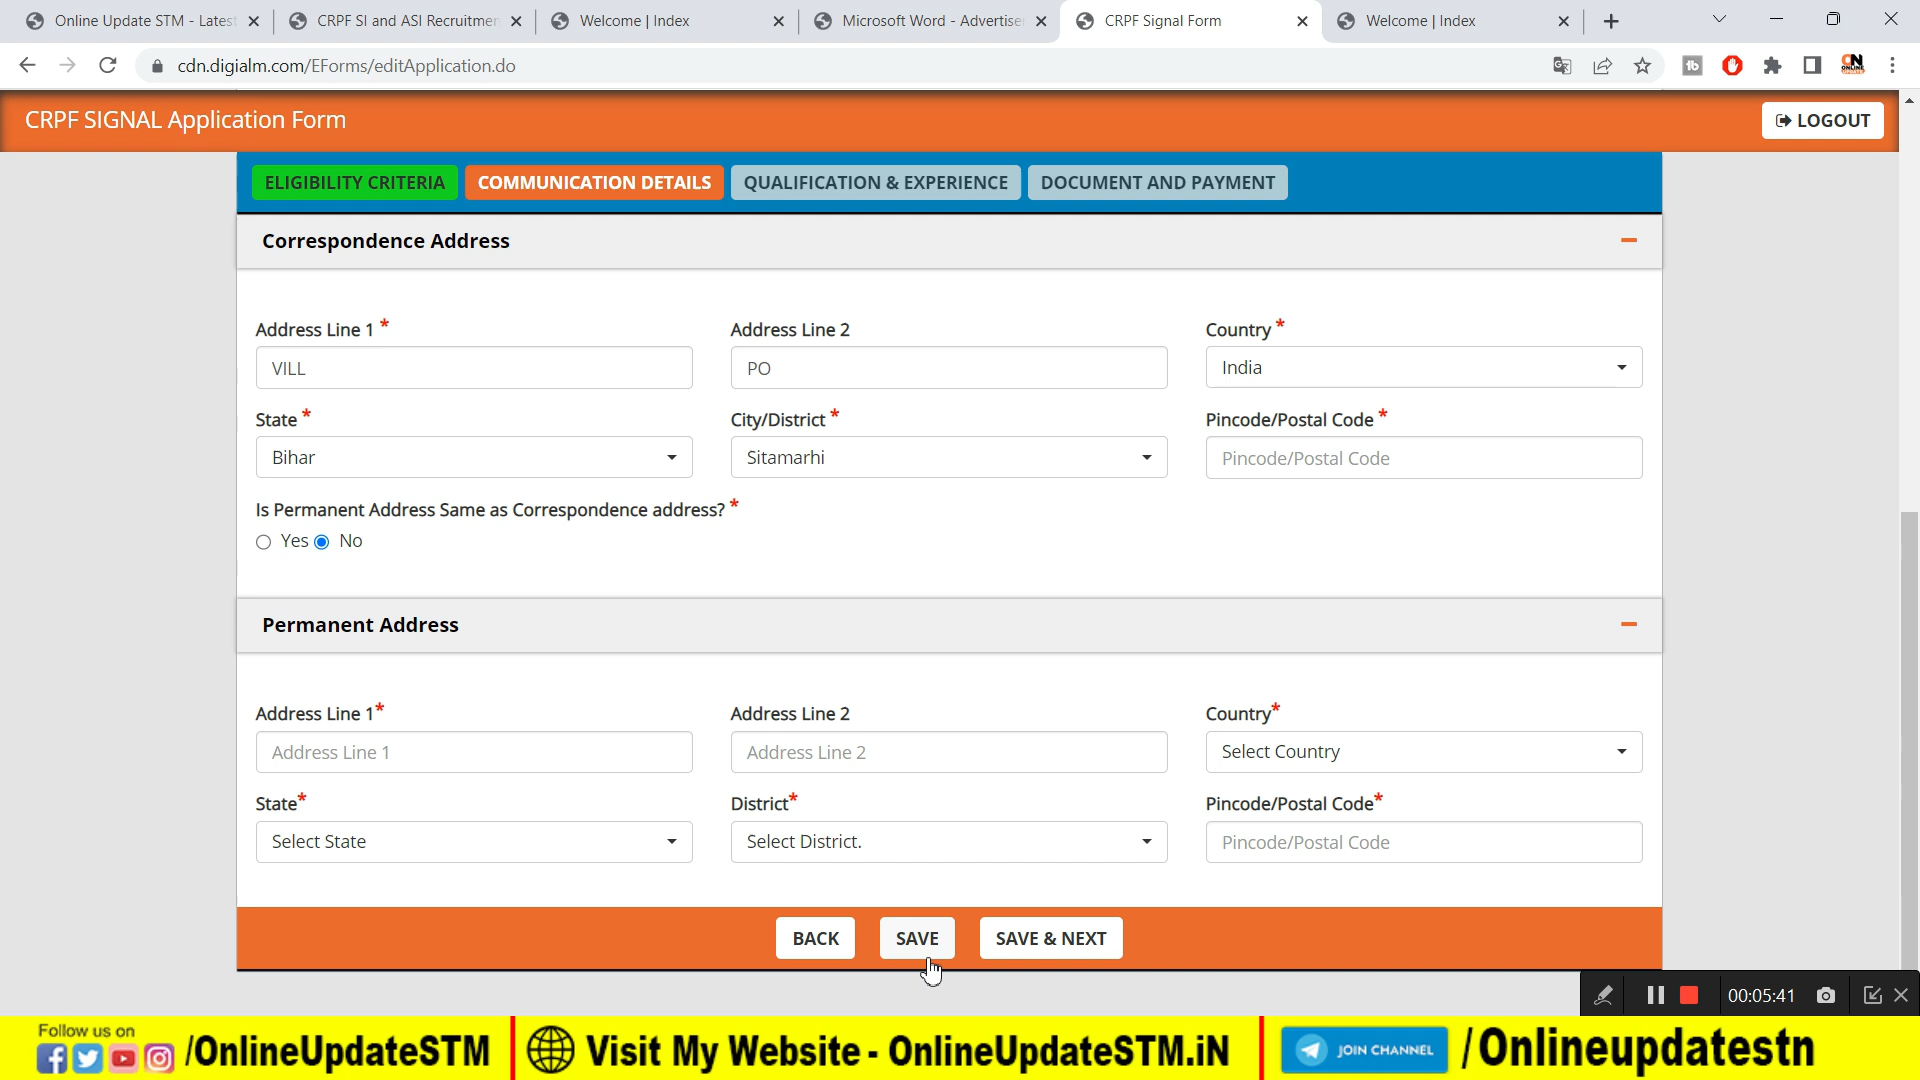 Online Update STM - Latest
CRPF SI and ASI Recruitmen
Welcome | Index
Microsoft Word - Advertise
CRPF Signal Form
Welcome | Index
cdn.digialm.com/EForms/editApplication.do
CRPF SIGNAL Application Form
LOGOUT
ELIGIBILITY CRITERIA
COMMUNICATION DETAILS
QUALIFICATION & EXPERIENCE
DOCUMENT AND PAYMENT
Correspondence Address
Address Line 1 *
Address Line 2
Country *
VILL
PO
India
State *
City/District *
Pincode/Postal Code *
Bihar
Sitamarhi
Pincode/Postal Code
Is Permanent Address Same as Correspondence address? *
Yes
No
Permanent Address
Address Line 1*
Address Line 2
Country*
Address Line 1
Address Line 2
Select Country
State*
District*
Pincode/Postal Code*
Select State
Select District.
Pincode/Postal Code
BACK
SAVE
SAVE & NEXT
00:05:41
Follow us on
/OnlineUpdateSTM
Visit My Website - OnlineUpdateSTM.iN
JOIN CHANNEL
/Onlineupdatestn